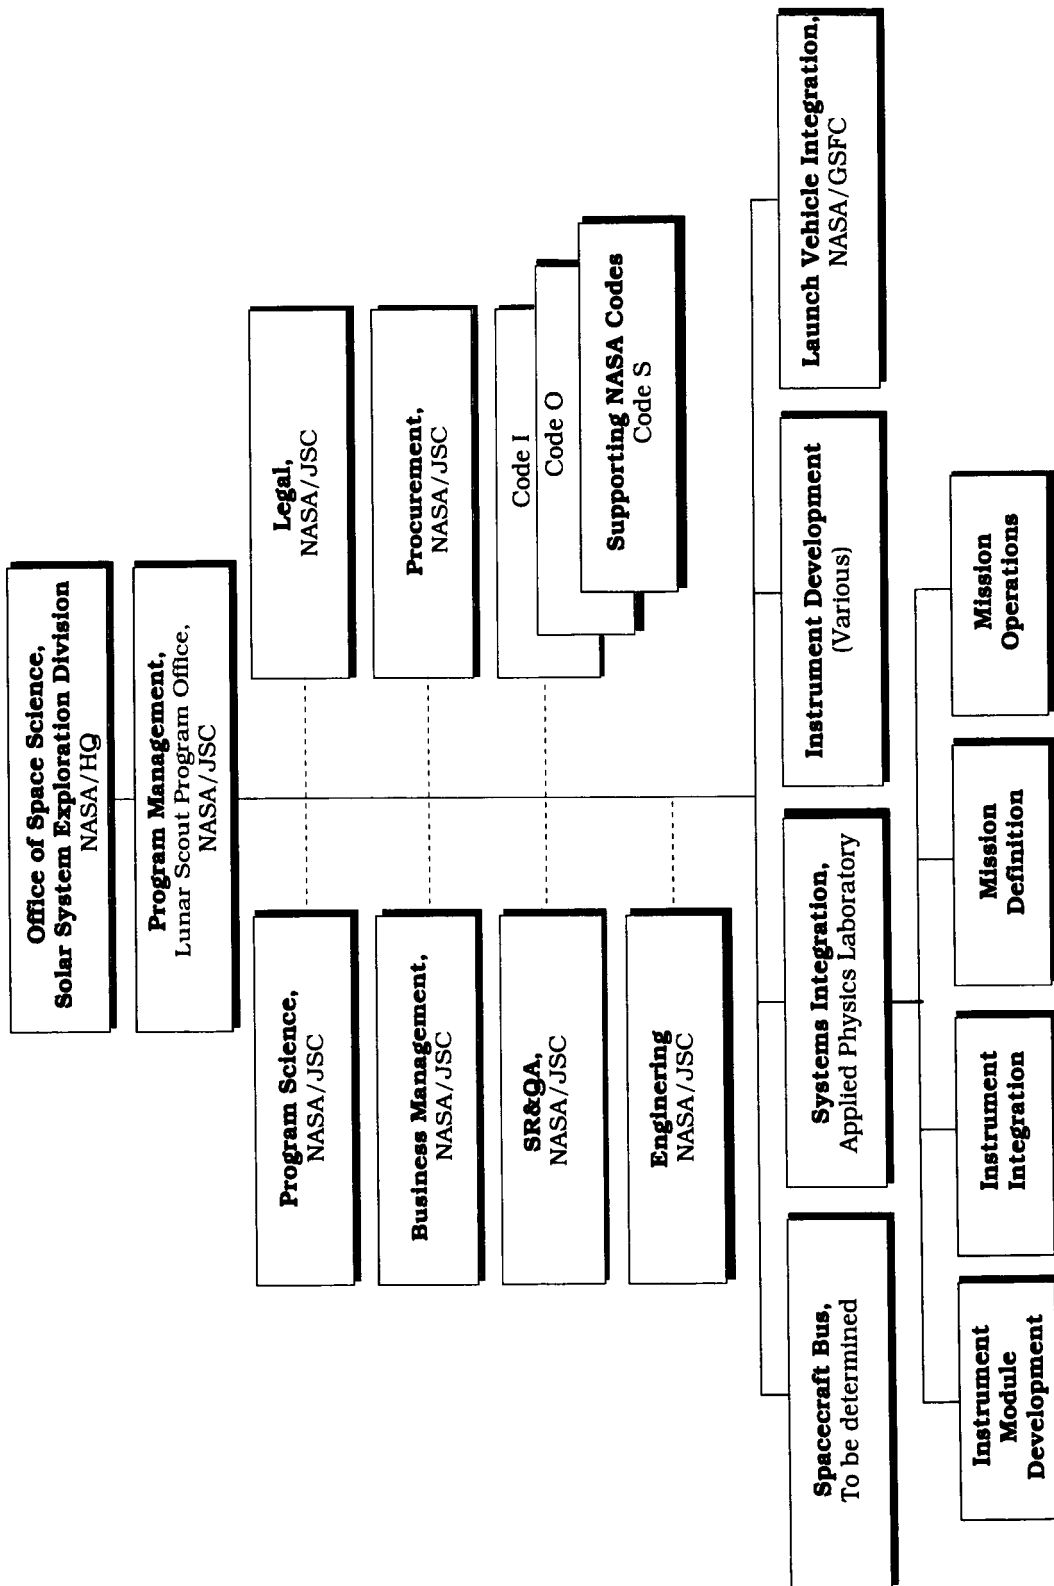 Office of Space Science,
Solar System Exploration Division
NASA/HQ
Program Management,
Lunar Scout Program Office,
NASA/JSC
Program Science,
NASA/JSC
Legal,
NASA/JSC
Business Management,
NASA/JSC
Procurement,
NASA/JSC
SR&QA,
NASA/JSC
Code I
Code O
Supporting NASA Codes
Code S
Enginering
NASA/JSC
Spacecraft Bus,
To be determined
Systems Integration,
Applied Physics Laboratory
Instrument Development
(Various)
Launch Vehicle Integration,
NASA/GSFC
Instrument
Module
Development
Instrument
Integration
Mission
Definition
Mission
Operations